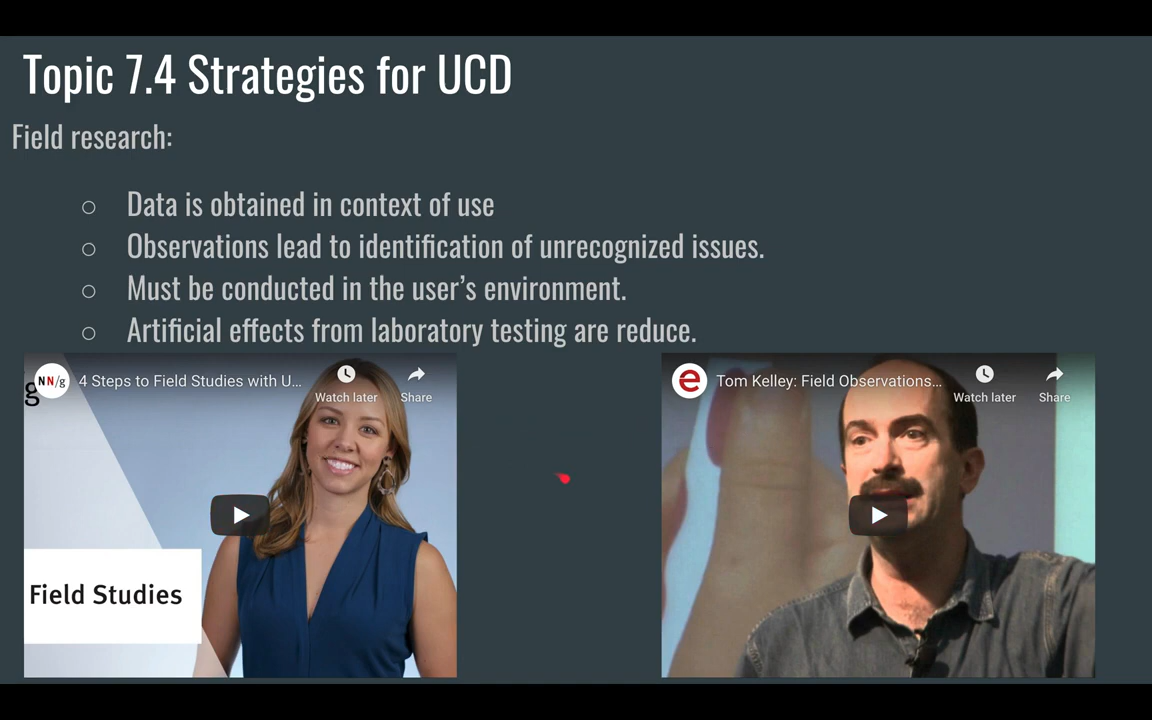 Topic 7.4 Strategies for UCD
Field research:
○ Data is obtained in context of use
○ Observations lead to identification of unrecognized issues.
○ Must be conducted in the user’s environment.
○ Artificial effects from laboratory testing are reduce.
g
NN/g
4 Steps to Field Studies with U...
Watch later
Share
Field Studies
e
Tom Kelley: Field Observations...
Watch later
Share